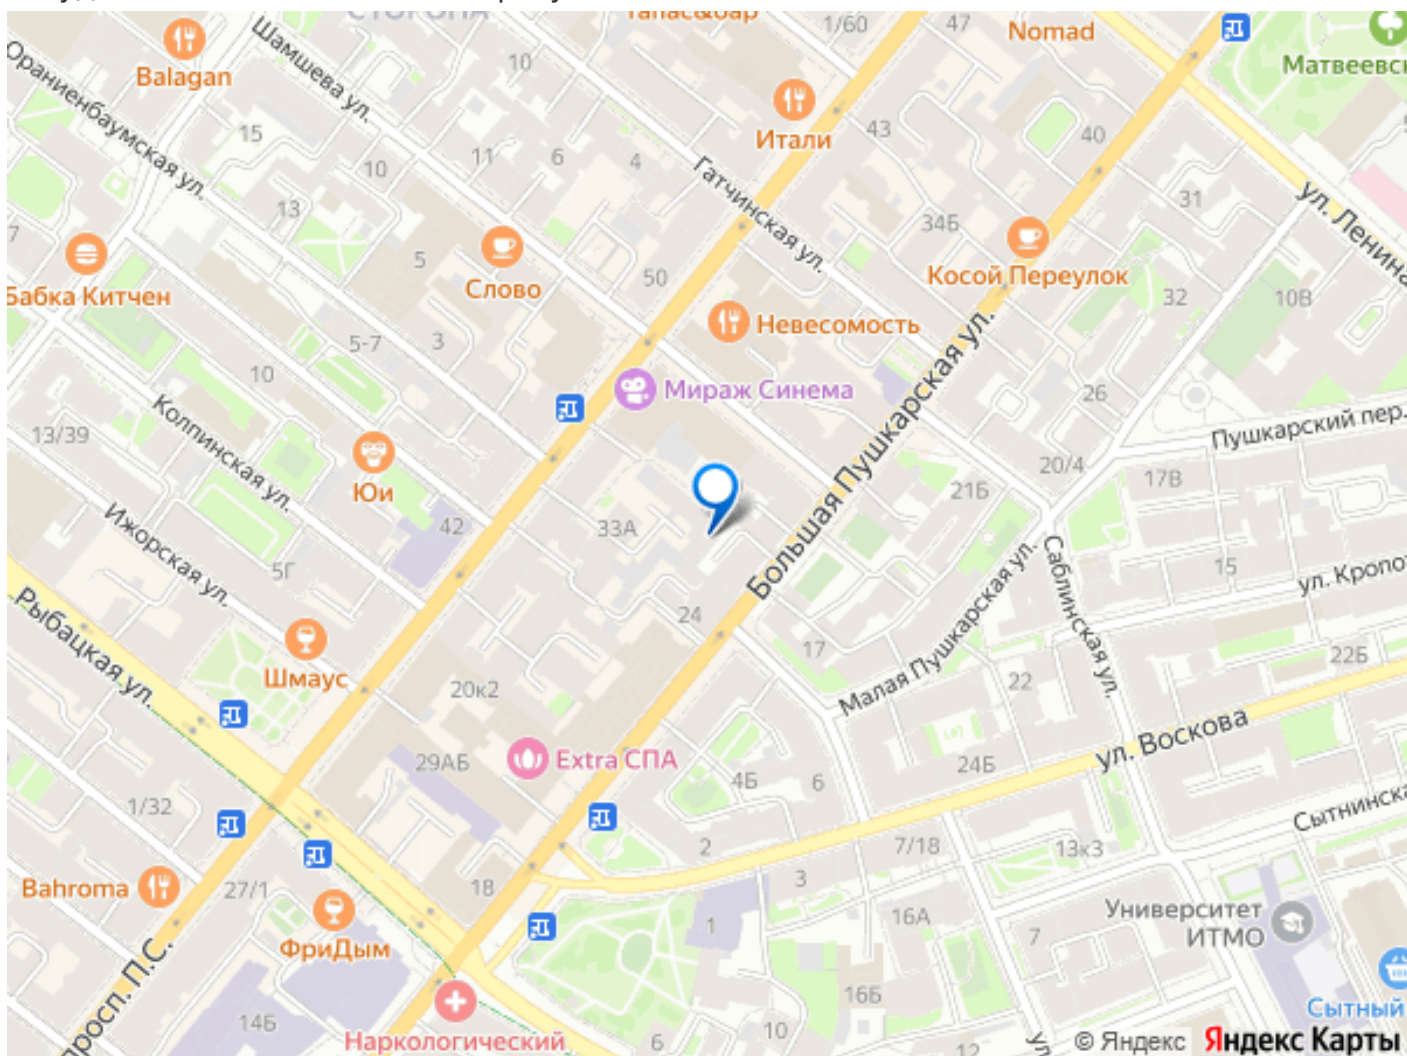 СТОРОНА
1/60
47
Nomad
Матвеевск
Balagan
Шамшева ул.
10
Итали
43
40
Ораниенбаумская ул.
15
10
11
6
4
Гатчинская ул.
31
ул. Ленина
13
7
34Б
5
50
Слово
Косой Переулок
Бабка Китчен
32
10В
Невесомость
5-7
3
10
Мираж Синема
26
Большая Пушкарская ул.
Пушкарский пер.
13/39
Колпинская ул.
Юи
20/4
17В
21Б
42
33А
Ижорская ул.
5Г
Саблинская ул.
15
ул. Кропот
Рыбацкая ул.
24
17
Малая Пушкарская ул.
22Б
Шмаус
20к2
22
ул. Воскова
29АБ
Extra СПА
4Б
6
24Б
1/32
Сытнинска
2
7/18
13к3
Bahroma
27/1
18
3
1
16А
Университет
ИТМО
7
ФриДым
просп. П.С.
16Б
Сытный
14Б
Наркологический
6
10
12
ул.
© Яндекс Яндекс Карты